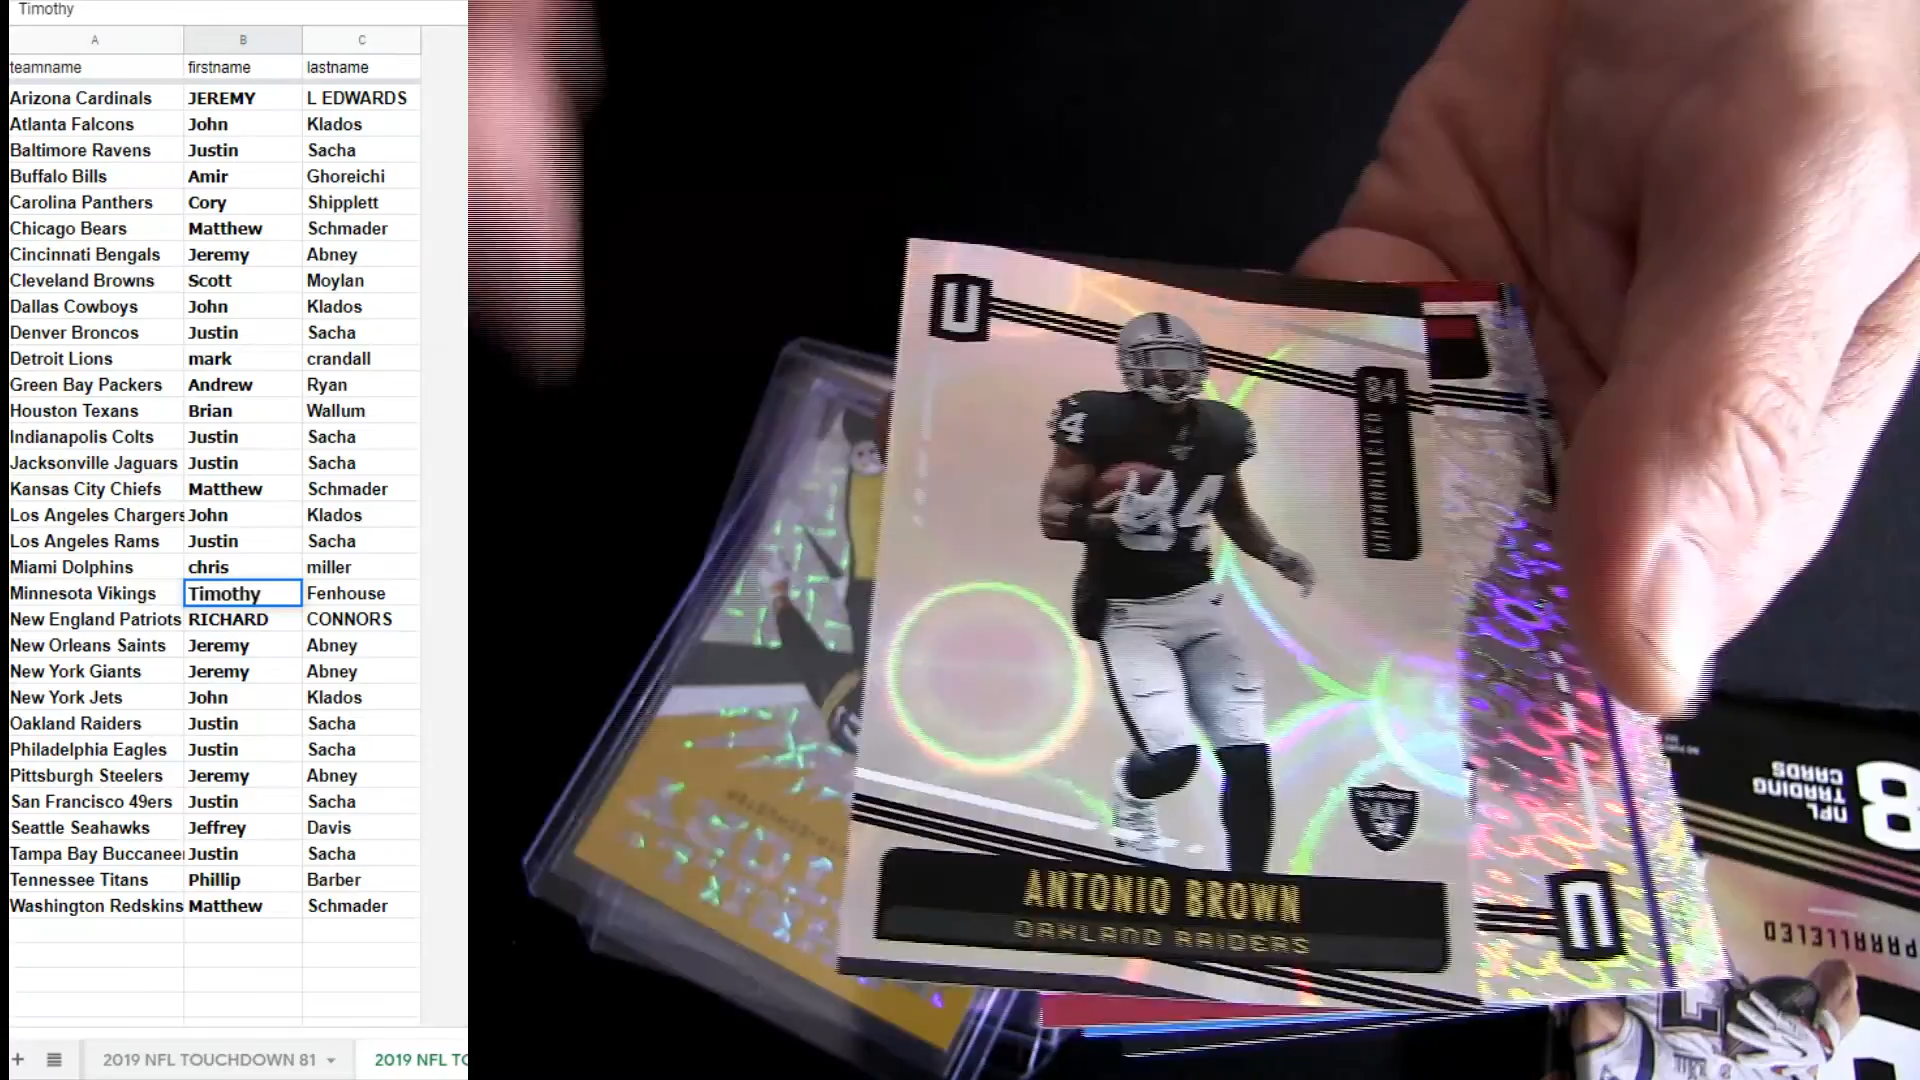 Timothy
A B C
teamname firstname lastname
Arizona Cardinals JEREMY L EDWARDS
Atlanta Falcons John Klados
Baltimore Ravens Justin Sacha
Buffalo Bills Amir Ghoreichi
Carolina Panthers Cory Shipplett
Chicago Bears Matthew Schmader
Cincinnati Bengals Jeremy Abney
Cleveland Browns Scott Moylan
Dallas Cowboys John Klados
Denver Broncos Justin Sacha
Detroit Lions mark crandall
Green Bay Packers Andrew Ryan
Houston Texans Brian Wallum
Indianapolis Colts Justin Sacha
Jacksonville Jaguars Justin Sacha
Kansas City Chiefs Matthew Schmader
Los Angeles Chargers John Klados
Los Angeles Rams Justin Sacha
Miami Dolphins chris miller
Minnesota Vikings Timothy Fenhouse
New England Patriots RICHARD CONNORS
New Orleans Saints Jeremy Abney
New York Giants Jeremy Abney
New York Jets John Klados
Oakland Raiders Justin Sacha
Philadelphia Eagles Justin Sacha
Pittsburgh Steelers Jeremy Abney
San Francisco 49ers Justin Sacha
Seattle Seahawks Jeffrey Davis
Tampa Bay Buccanee Justin Sacha
Tennessee Titans Phillip Barber
Washington Redskins Matthew Schmader
+ 2019 NFL TOUCHDOWN 81 2019 NFL TO
U
84
UNPARALLELED
84
ANTONIO BROWN
OAKLAND RAIDERS
U
8
NFL
TRADING
CARDS
PARALLELED